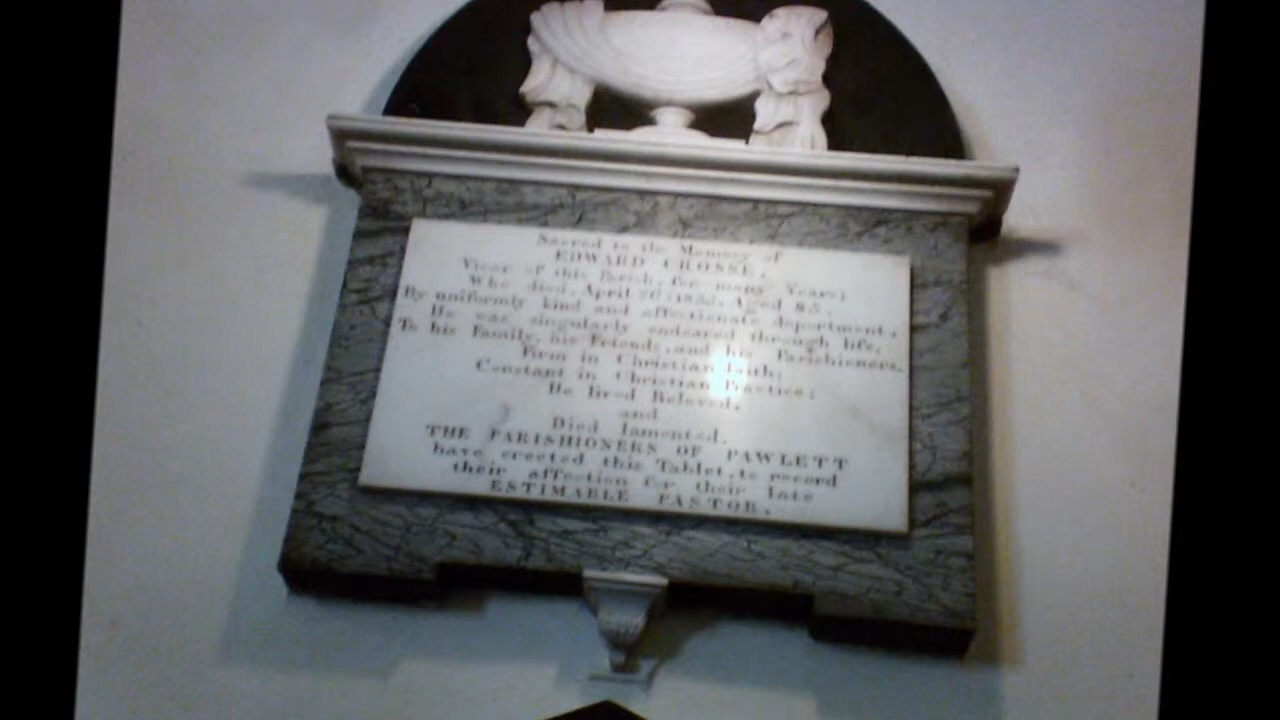 Sacred to the Memory of
EDWARD CROSSE,
Vicar of this Parish, for many Years;
Who died, April Aged 85.
By uniformly kind and affectionate deportment,
He was singularly endeared through life,
To his Family, his Friends, and his Parishioners.
Firm in Christian Faith;
Constant in Christian Practice;
He lived Beloved,
and
Died lamented.
THE PARISHIONERS OF PAWLETT
have erected this Tablet, to record
their affection for their late
ESTIMABLE PASTOR.